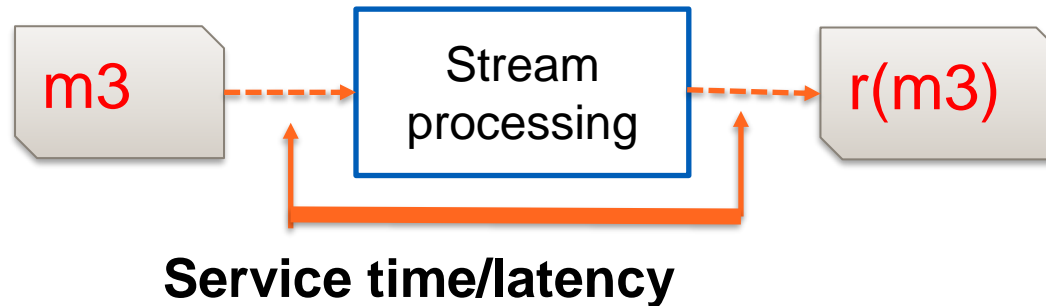 m3
Stream
processing
r(m3)
Service time/latency